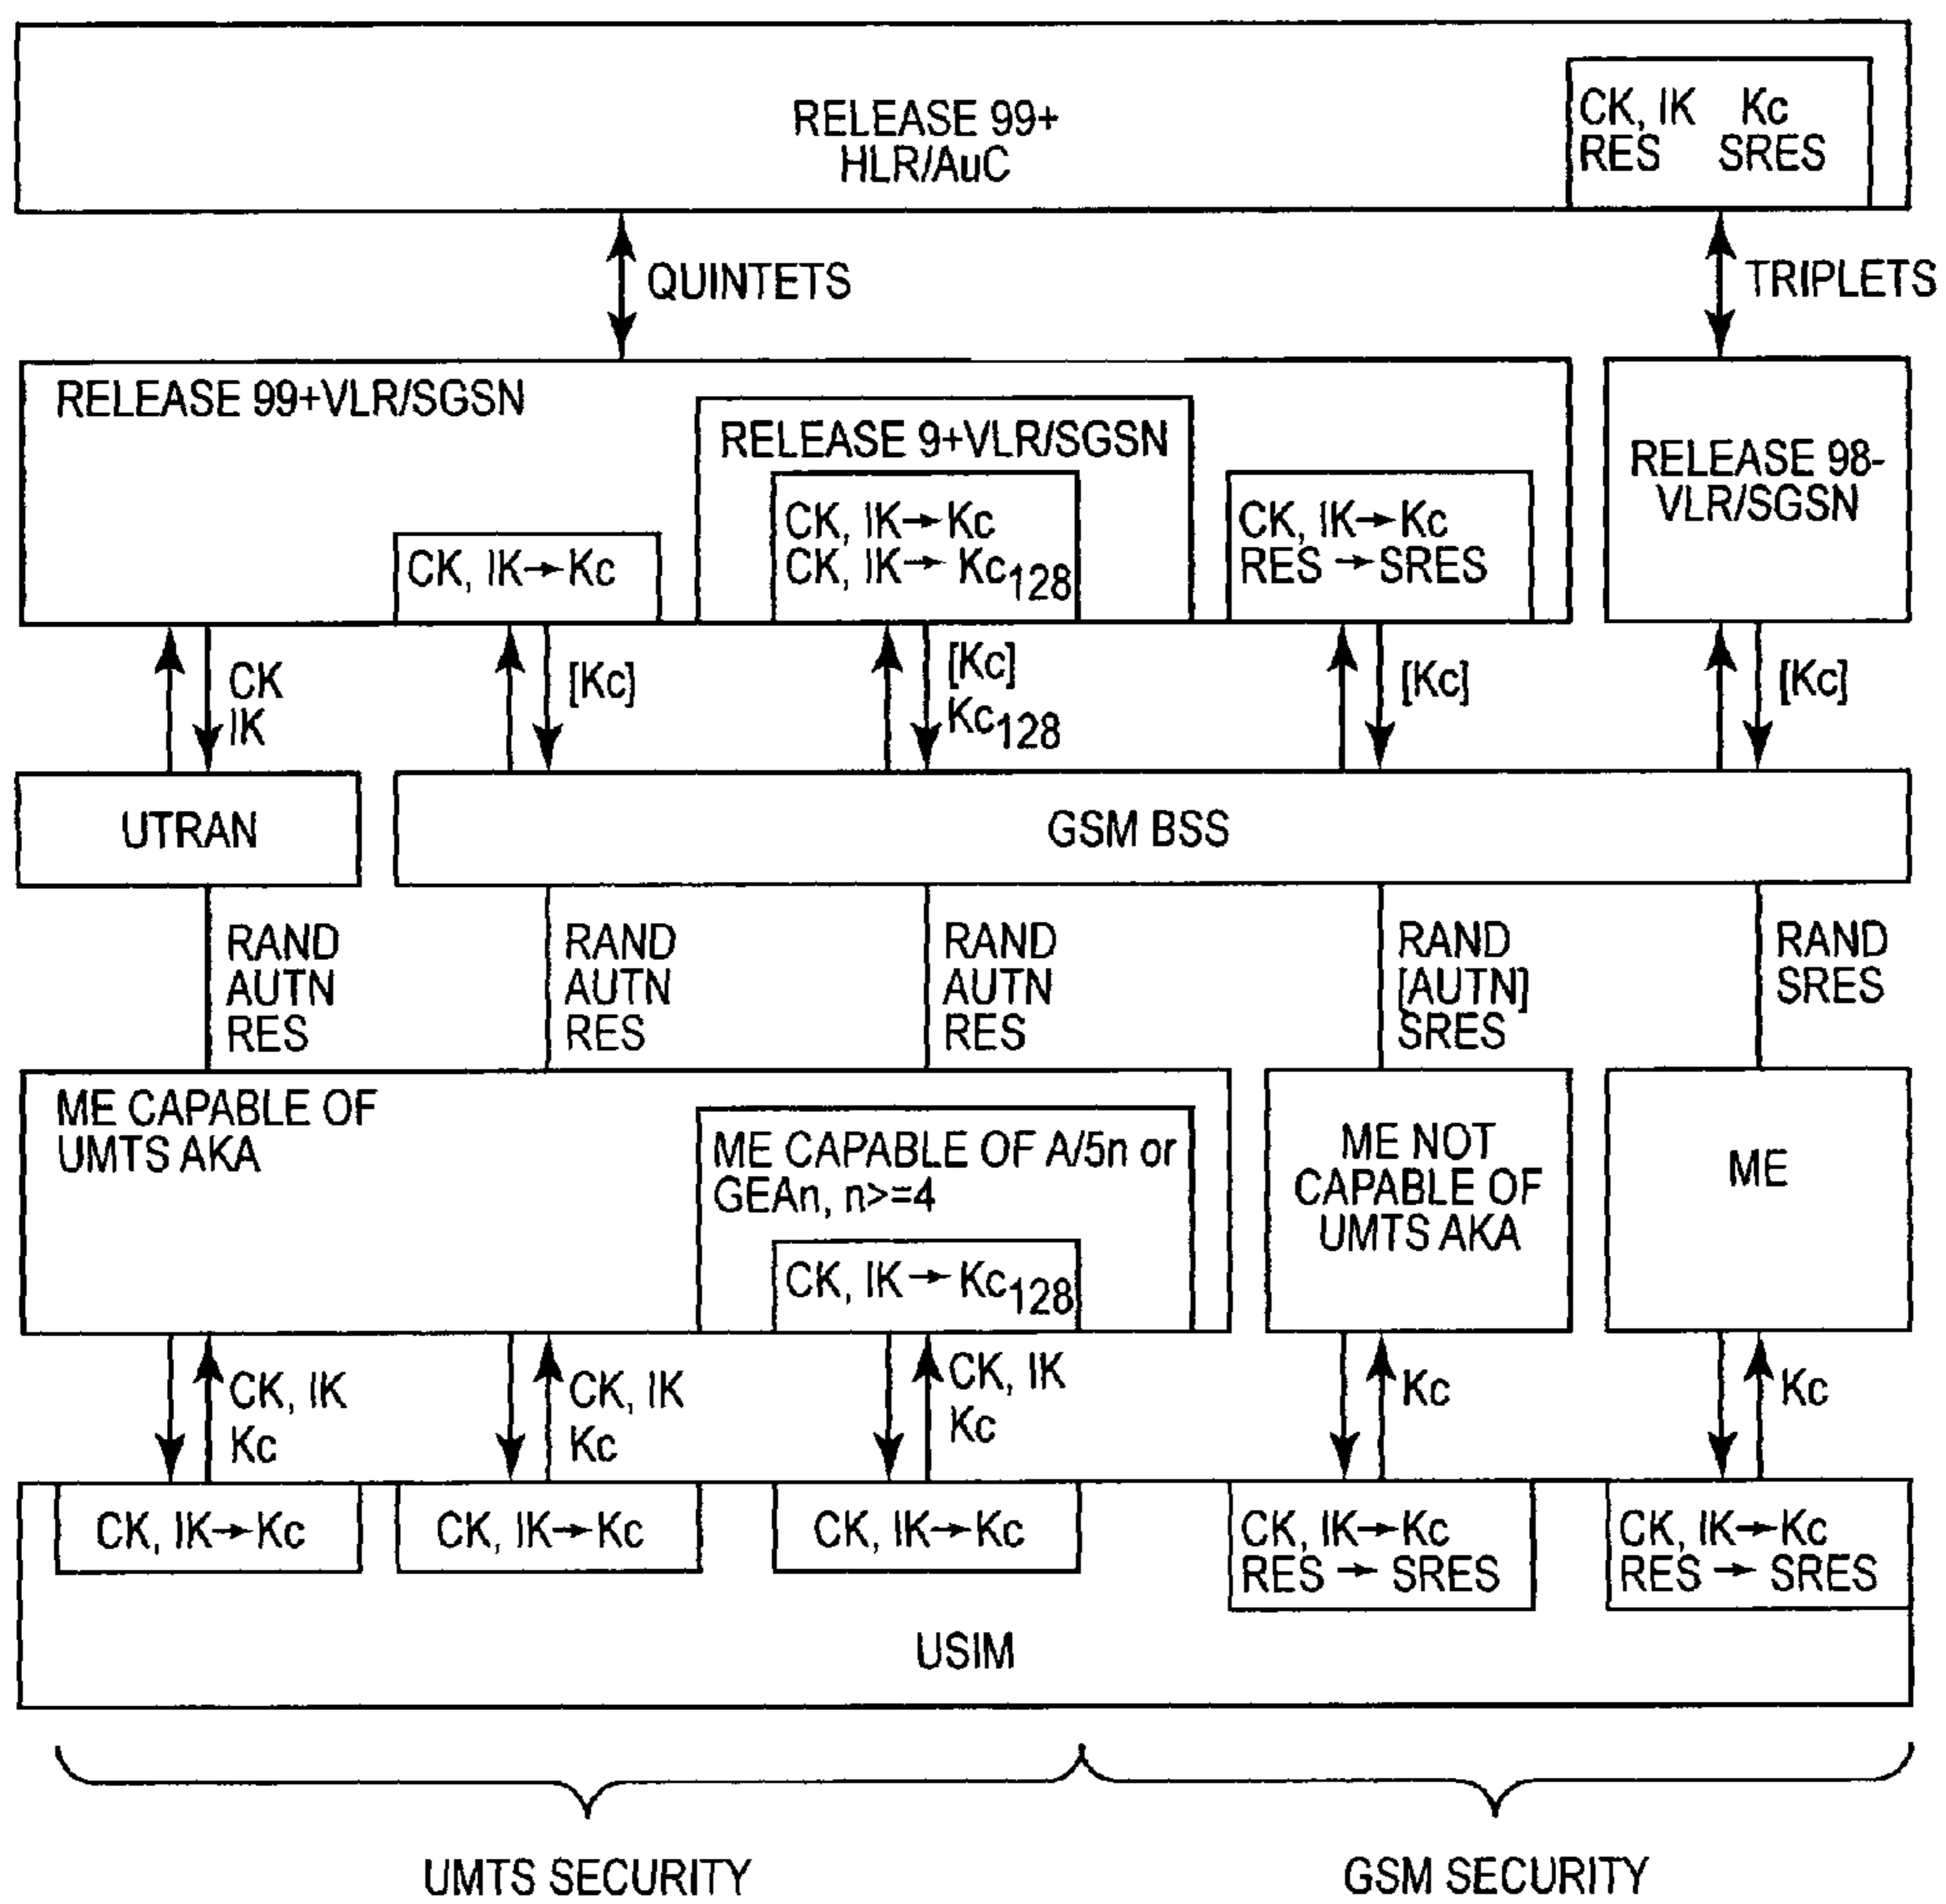 RELEASE 99+
HLR/AuC
CK, IK Kc
RES SRES
QUINTETS
TRIPLETS
RELEASE 99+VLR/SGSN
RELEASE 9+VLR/SGSN
CK, IK→Kc
CK, IK→Kc
CK, IK→ Kc128
CK, IK→Kc
RES →SRES
RELEASE 98-
VLR/SGSN
CK
IK
[Kc]
[Kc]
Kc128
[Kc]
[Kc]
UTRAN
GSM BSS
RAND
AUTN
RES
RAND
AUTN
RES
RAND
AUTN
RES
RAND
[AUTN]
SRES
RAND
SRES
ME CAPABLE OF
UMTS AKA
ME CAPABLE OF A/5n or
GEAn, n>=4
CK, IK→Kc128
ME NOT
CAPABLE OF
UMTS AKA
ME
CK, IK
Kc
CK, IK
Kc
CK, IK
Kc
Kc
Kc
CK, IK→Kc
CK, IK→Kc
CK, IK→Kc
CK, IK→Kc
RES → SRES
CK, IK→Kc
RES → SRES
USIM
UMTS SECURITY
GSM SECURITY